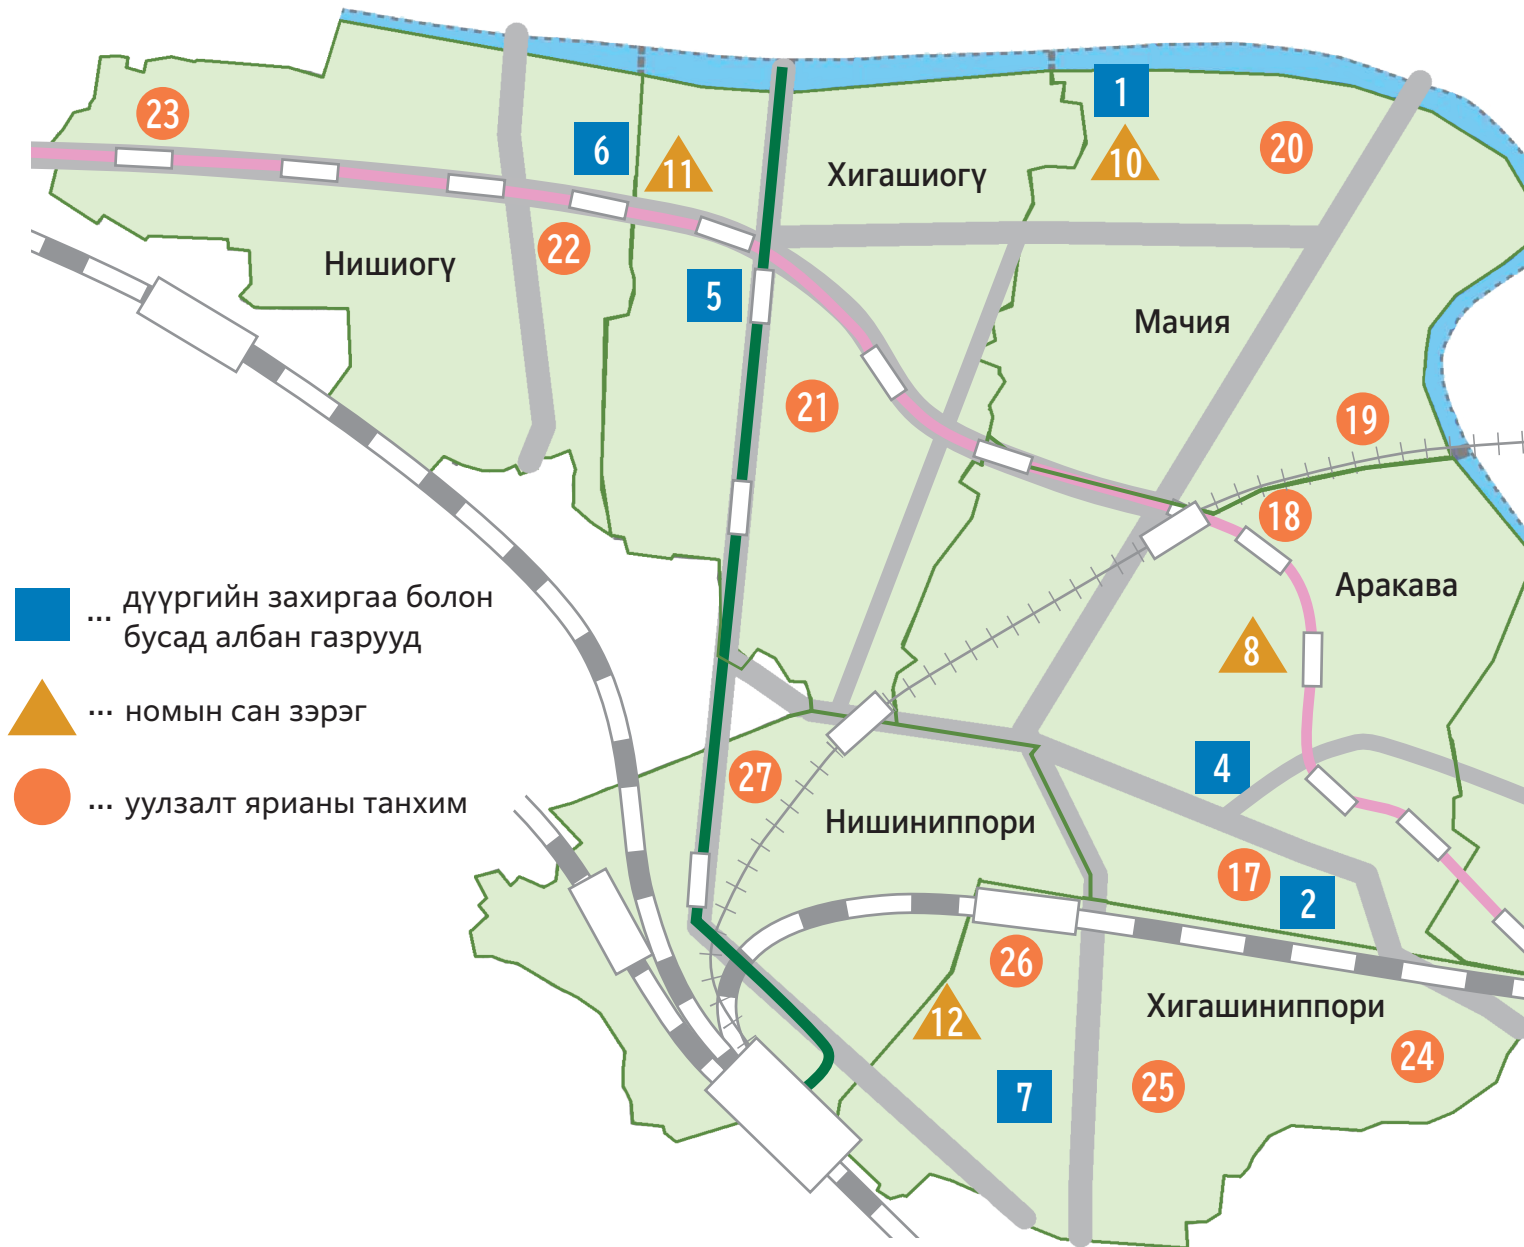 1
23
6
11
10
20
Хигашиогү
22
Нишиогү
5
Мачия
21
19
18
Аракава
... дүүргийн захиргаа болон
бусад албан газрууд
8
... номын сан зэрэг
27
4
... уулзалт ярианы танхим
Нишиниппори
17
2
26
12
Хигашиниппори
24
7
25